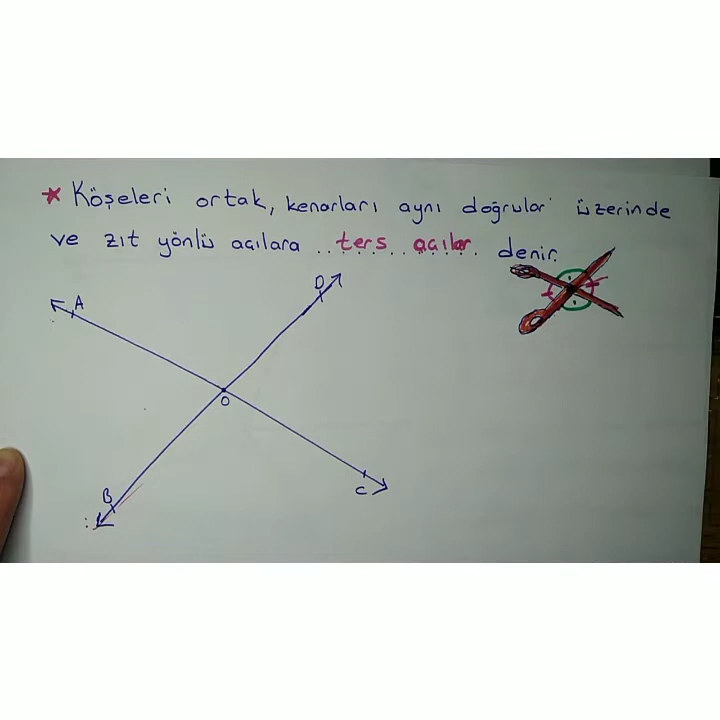 * Köşeleri ortak, kenarları aynı doğrular üzerinde
ve zıt yönlü açılara ..ters açılar. denir.
A
D
O
B
C